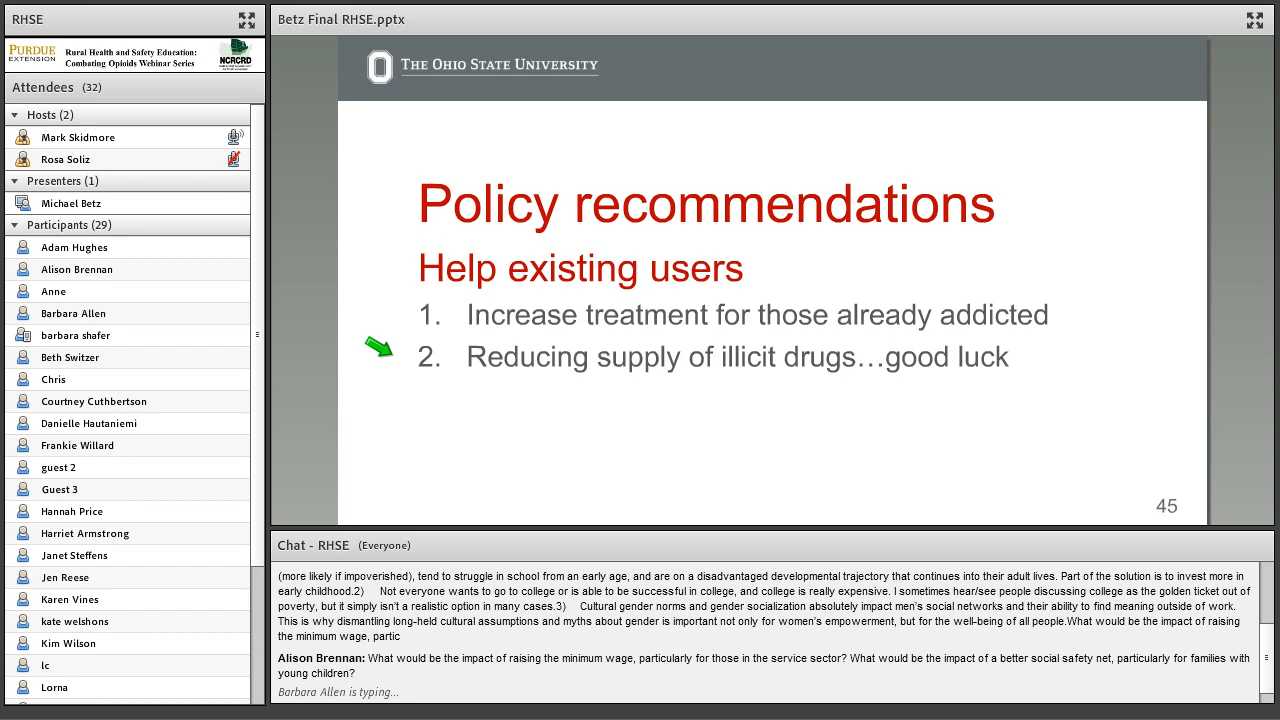 RHSE
PURDUE
EXTENSION
Rural Health and Safety Education:
Combating Opioids Webinar Series
NCRCRD
Attendees (32)
Hosts (2)
Mark Skidmore
Rosa Soliz
Presenters (1)
Michael Betz
Participants (29)
Adam Hughes
Alison Brennan
Anne
Barbara Allen
barbara shafer
Beth Switzer
Chris
Courtney Cuthbertson
Danielle Hautaniemi
Frankie Willard
guest 2
Guest 3
Hannah Price
Harriet Armstrong
Janet Steffens
Jen Reese
Karen Vines
kate welshons
Kim Wilson
lc
Lorna
Betz Final RHSE.pptx
THE OHIO STATE UNIVERSITY
Policy recommendations
Help existing users
1. Increase treatment for those already addicted
2. Reducing supply of illicit drugs…good luck
45
Chat - RHSE (Everyone)
(more likely if impoverished), tend to struggle in school from an early age, and are on a disadvantaged developmental trajectory that continues into their adult lives. Part of the solution is to invest more in
early childhood.2) Not everyone wants to go to college or is able to be successful in college, and college is really expensive. I sometimes hear/see people discussing college as the golden ticket out of
poverty, but it simply isn't a realistic option in many cases.3) Cultural gender norms and gender socialization absolutely impact men's social networks and their ability to find meaning outside of work.
This is why dismantling long-held cultural assumptions and myths about gender is important not only for women's empowerment, but for the well-being of all people.What would be the impact of raising
the minimum wage, partic
Alison Brennan: What would be the impact of raising the minimum wage, particularly for those in the service sector? What would be the impact of a better social safety net, particularly for families with
young children?
Barbara Allen is typing...